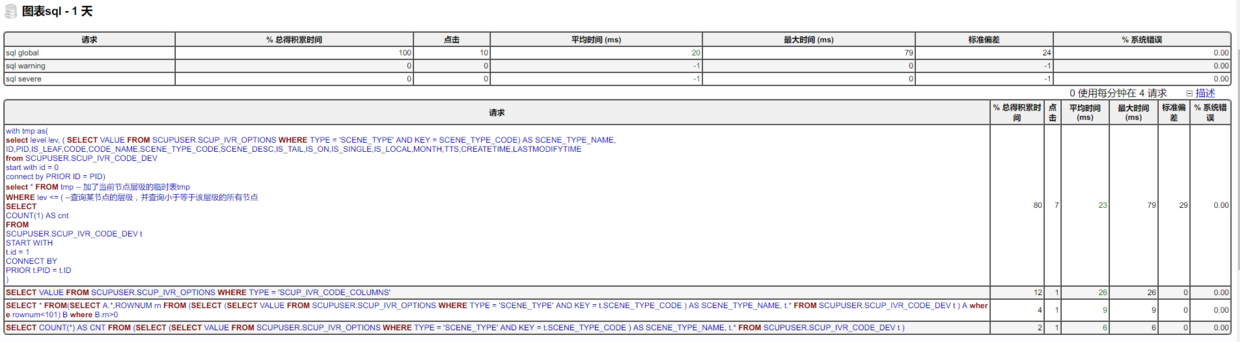 图表sql - 1 天
请求 % 总得积累时间 点击 平均时间 (ms) 最大时间 (ms) 标准偏差 % 系统错误
sql global 100 10 20 79 24 0.00
sql warning 0 0 -1 0 -1 0.00
sql severe 0 0 -1 0 -1 0.00
0 使用每分钟在 4 请求 描述
请求 % 总得积累时间 点击 平均时间 (ms) 最大时间 (ms) 标准偏差 % 系统错误
with tmp as(
select level lev, ( SELECT VALUE FROM SCUPUSER.SCUP_IVR_OPTIONS WHERE TYPE = 'SCENE_TYPE' AND KEY = SCENE_TYPE_CODE) AS SCENE_TYPE_NAME,
ID,PID,IS_LEAF,CODE,CODE_NAME,SCENE_TYPE_CODE,SCENE_DESC,IS_TAIL,IS_ON,IS_SINGLE,IS_LOCAL,MONTH,TTS,CREATETIME,LASTMODIFYTIME
from SCUPUSER.SCUP_IVR_CODE_DEV
start with id = 0
connect by PRIOR ID = PID)
select * FROM tmp -- 加了当前节点层级的临时表tmp
WHERE lev <= ( --查询某节点的层级，并查询小于等于该层级的所有节点
SELECT
COUNT(1) AS cnt
FROM
SCUPUSER.SCUP_IVR_CODE_DEV t
START WITH
t.id = 1
CONNECT BY
PRIOR t.PID = t.ID
) 80 7 23 79 29 0.00
SELECT VALUE FROM SCUPUSER.SCUP_IVR_OPTIONS WHERE TYPE = 'SCUP_IVR_CODE_COLUMNS' 12 1 26 26 0 0.00
SELECT * FROM(SELECT A.*,ROWNUM rn FROM (SELECT (SELECT VALUE FROM SCUPUSER.SCUP_IVR_OPTIONS WHERE TYPE = 'SCENE_TYPE' AND KEY = t.SCENE_TYPE_CODE ) AS SCENE_TYPE_NAME, t.* FROM SCUPUSER.SCUP_IVR_CODE_DEV t ) A wher
e rownum<101) B where B.rn>0 4 1 9 9 0 0.00
SELECT COUNT(*) AS CNT FROM (SELECT (SELECT VALUE FROM SCUPUSER.SCUP_IVR_OPTIONS WHERE TYPE = 'SCENE_TYPE' AND KEY = t.SCENE_TYPE_CODE ) AS SCENE_TYPE_NAME, t.* FROM SCUPUSER.SCUP_IVR_CODE_DEV t ) 2 1 6 6 0 0.00